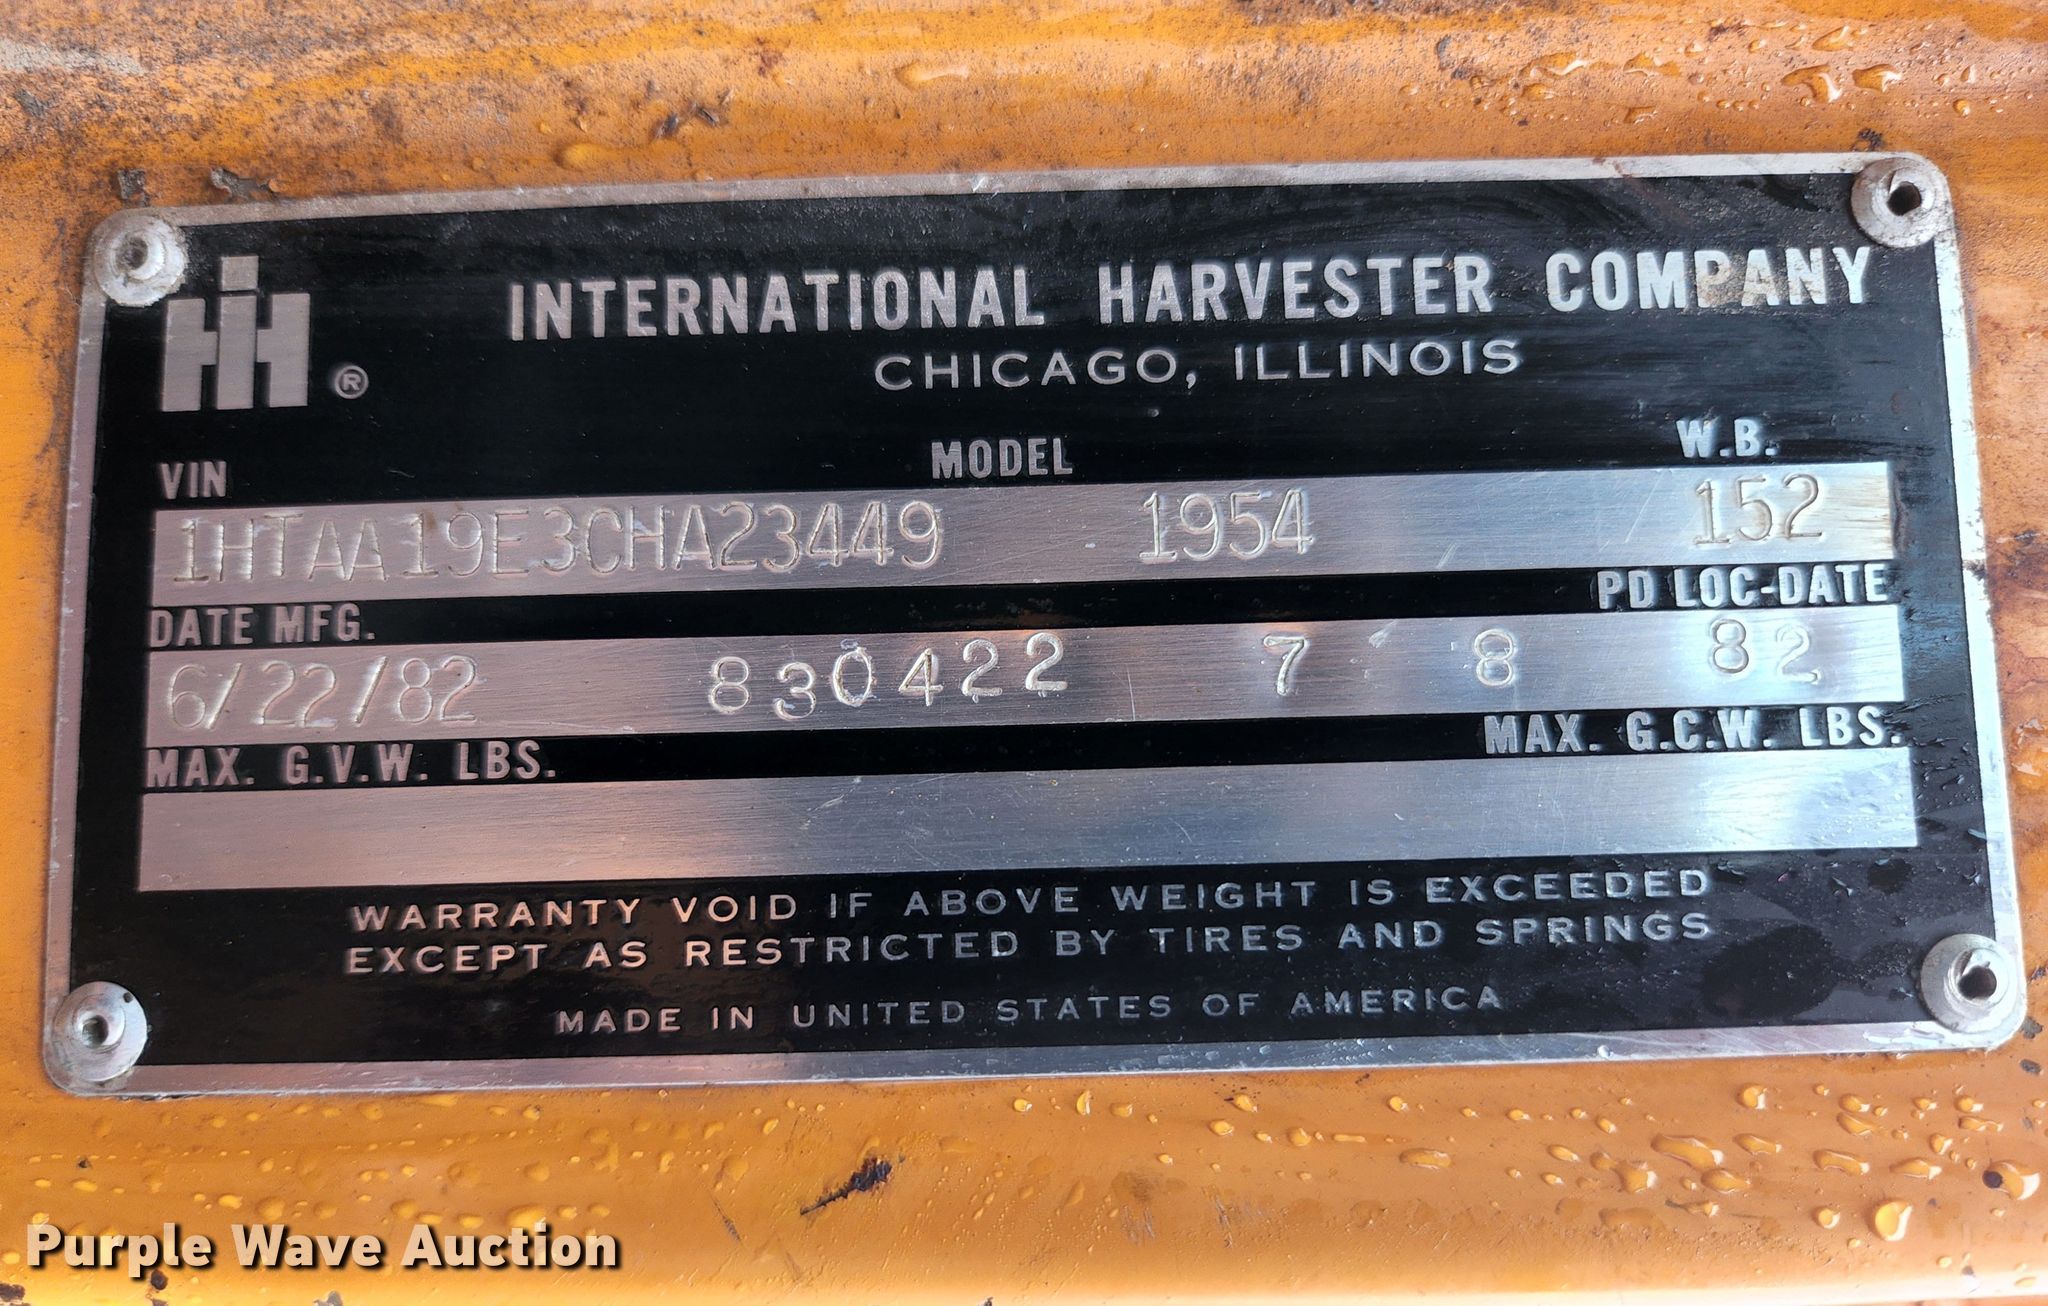 IH ®
INTERNATIONAL HARVESTER COMPANY
CHICAGO, ILLINOIS
VIN MODEL W.B.
1HTAA19E3CHA23449 1954 152
DATE MFG. PD LOC-DATE
6/22/82 830422 7 8 82
MAX. G.V.W. LBS. MAX. G.C.W. LBS.
WARRANTY VOID IF ABOVE WEIGHT IS EXCEEDED
EXCEPT AS RESTRICTED BY TIRES AND SPRINGS
MADE IN UNITED STATES OF AMERICA
Purple Wave Auction